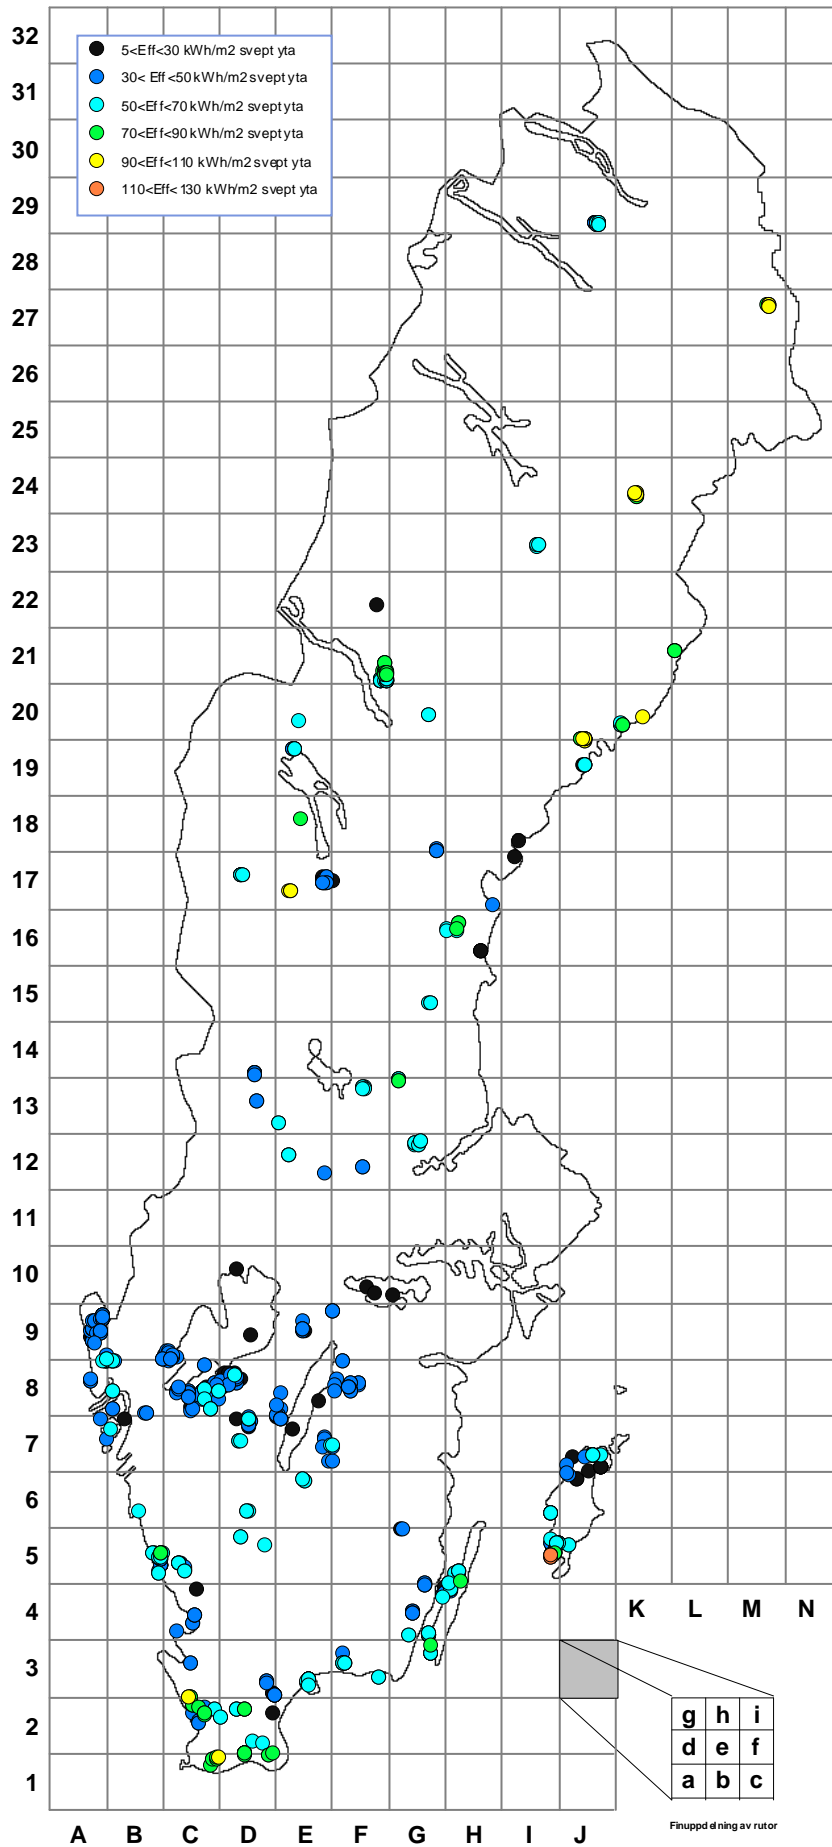 32
5<Eff<30 kWh/m2 svept yta
30< Eff <50 kWh/m2 svept yta
31
50<Eff<70 kWh/m2 svept yta
70<Eff<90 kWh/m2 svept yta
30
90<Eff<110 kWh/m2 svept yta
110<Eff<130 kWh/m2 svept yta
29
28
27
26
25
24
23
22
21
20
19
18
17
16
15
14
13
12
11
10
9
8
7
6
5
4
K L M N
3
g h i
2
d e f
a b c
1
Finuppdelning av rutor
A B C D E F G H I J